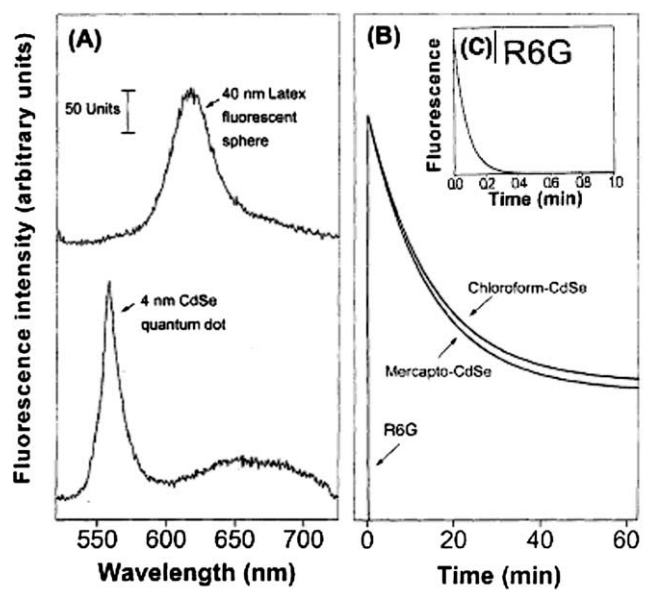 Fluorescence intensity (arbitrary units)
(A)
50 Units
40 nm Latex
fluorescent
sphere
4 nm CdSe
quantum dot
550 600 650 700
Wavelength (nm)
(B)
(C) R6G
Fluorescence
0.0 0.2 0.4 0.6 0.8 1.0
Time (min)
Chloroform-CdSe
Mercapto-CdSe
R6G
0 20 40 60
Time (min)